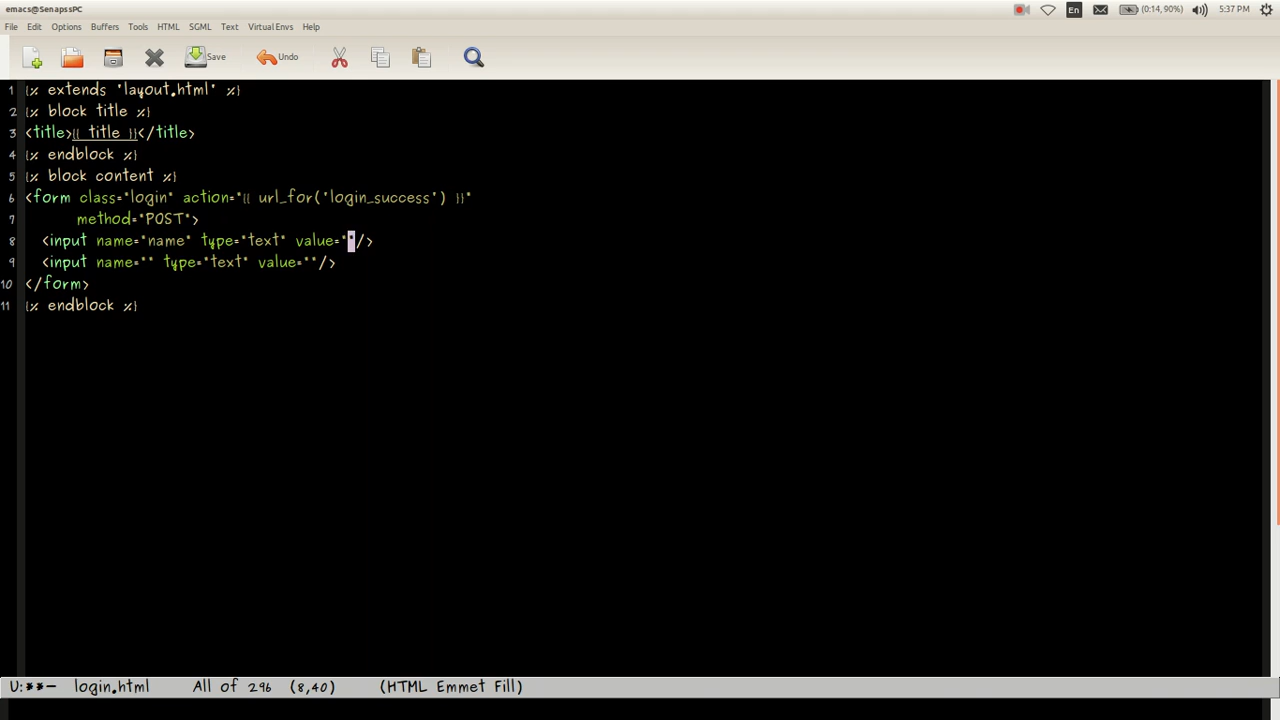 emacs@SenapssPC
En
(0:14, 90%)
5:37 PM
File Edit Options Buffers Tools HTML SGML Text Virtual Envs Help
Save Undo
1 {% extends 'layout.html' %}
2 {% block title %}
3 <title>{{ title }}</title>
4 {% endblock %}
5 {% block content %}
6 <form class="login" action="{{ url_for('login_success') }}"
7 method="POST">
8 <input name="name" type="text" value=""/>
9 <input name="" type="text" value=""/>
10 </form>
11 {% endblock %}
U:**- login.html All of 296 (8,40) (HTML Emmet Fill)